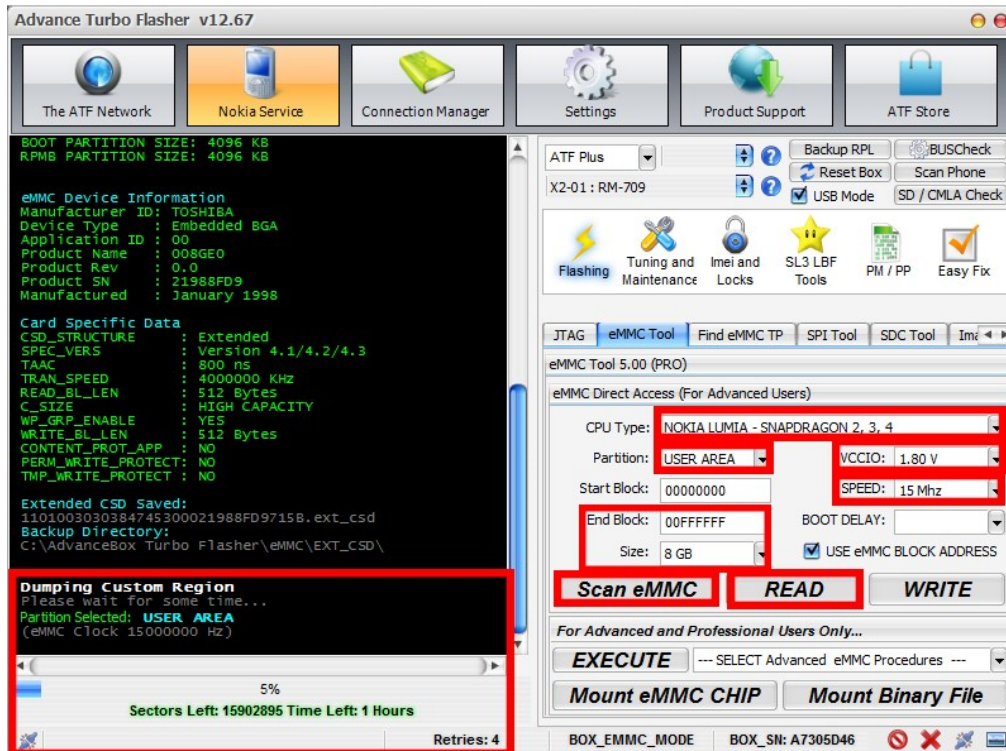 Advance Turbo Flasher v12.67
The ATF Network
Nokia Service
Connection Manager
Settings
Product Support
ATF Store
BOOT PARTITION SIZE: 4096 KB
RPMB PARTITION SIZE: 4096 KB
eMMC Device Information
Manufacturer ID: TOSHIBA
Device Type : Embedded BGA
Application ID : 00
Product Name : 008GE0
Product Rev : 0.0
Product SN : 21988FD9
Manufactured : January 1998
Card Specific Data
CSD_STRUCTURE : Extended
SPEC_VERS : Version 4.1/4.2/4.3
TAAC : 800 ns
TRAN_SPEED : 4000000 KHz
READ_BL_LEN : 512 Bytes
C_SIZE : HIGH CAPACITY
WP_GRP_ENABLE : YES
WRITE_BL_LEN : 512 Bytes
CONTENT_PROT_APP : NO
PERM_WRITE_PROTECT: NO
TMP_WRITE_PROTECT : NO
Extended CSD Saved:
1101003030384745300021988FD9715B.ext_csd
Backup Directory:
C:\AdvanceBox Turbo Flasher\eMMC\EXT_CSD\
Dumping Custom Region
Please wait for some time...
Partition Selected: USER AREA
(eMMC Clock 15000000 Hz)
5%
Sectors Left: 15902895 Time Left: 1 Hours
Retries: 4
ATF Plus
Backup RPL
BUSCheck
Reset Box
Scan Phone
X2-01 : RM-709
USB Mode
SD / CMLA Check
Flashing
Tuning and Maintenance
Imei and Locks
SL3 LBF Tools
PM / PP
Easy Fix
JTAG
eMMC Tool
Find eMMC TP
SPI Tool
SDC Tool
eMMC Tool 5.00 (PRO)
eMMC Direct Access (For Advanced Users)
CPU Type: NOKIA LUMIA - SNAPDRAGON 2, 3, 4
Partition: USER AREA
VCCIO: 1.80 V
Start Block: 00000000
SPEED: 15 Mhz
End Block: 00FFFFFF
BOOT DELAY:
Size: 8 GB
USE eMMC BLOCK ADDRESS
Scan eMMC
READ
WRITE
For Advanced and Professional Users Only...
EXECUTE
--- SELECT Advanced eMMC Procedures ---
Mount eMMC CHIP
Mount Binary File
BOX_EMMC_MODE
BOX_SN: A7305D46